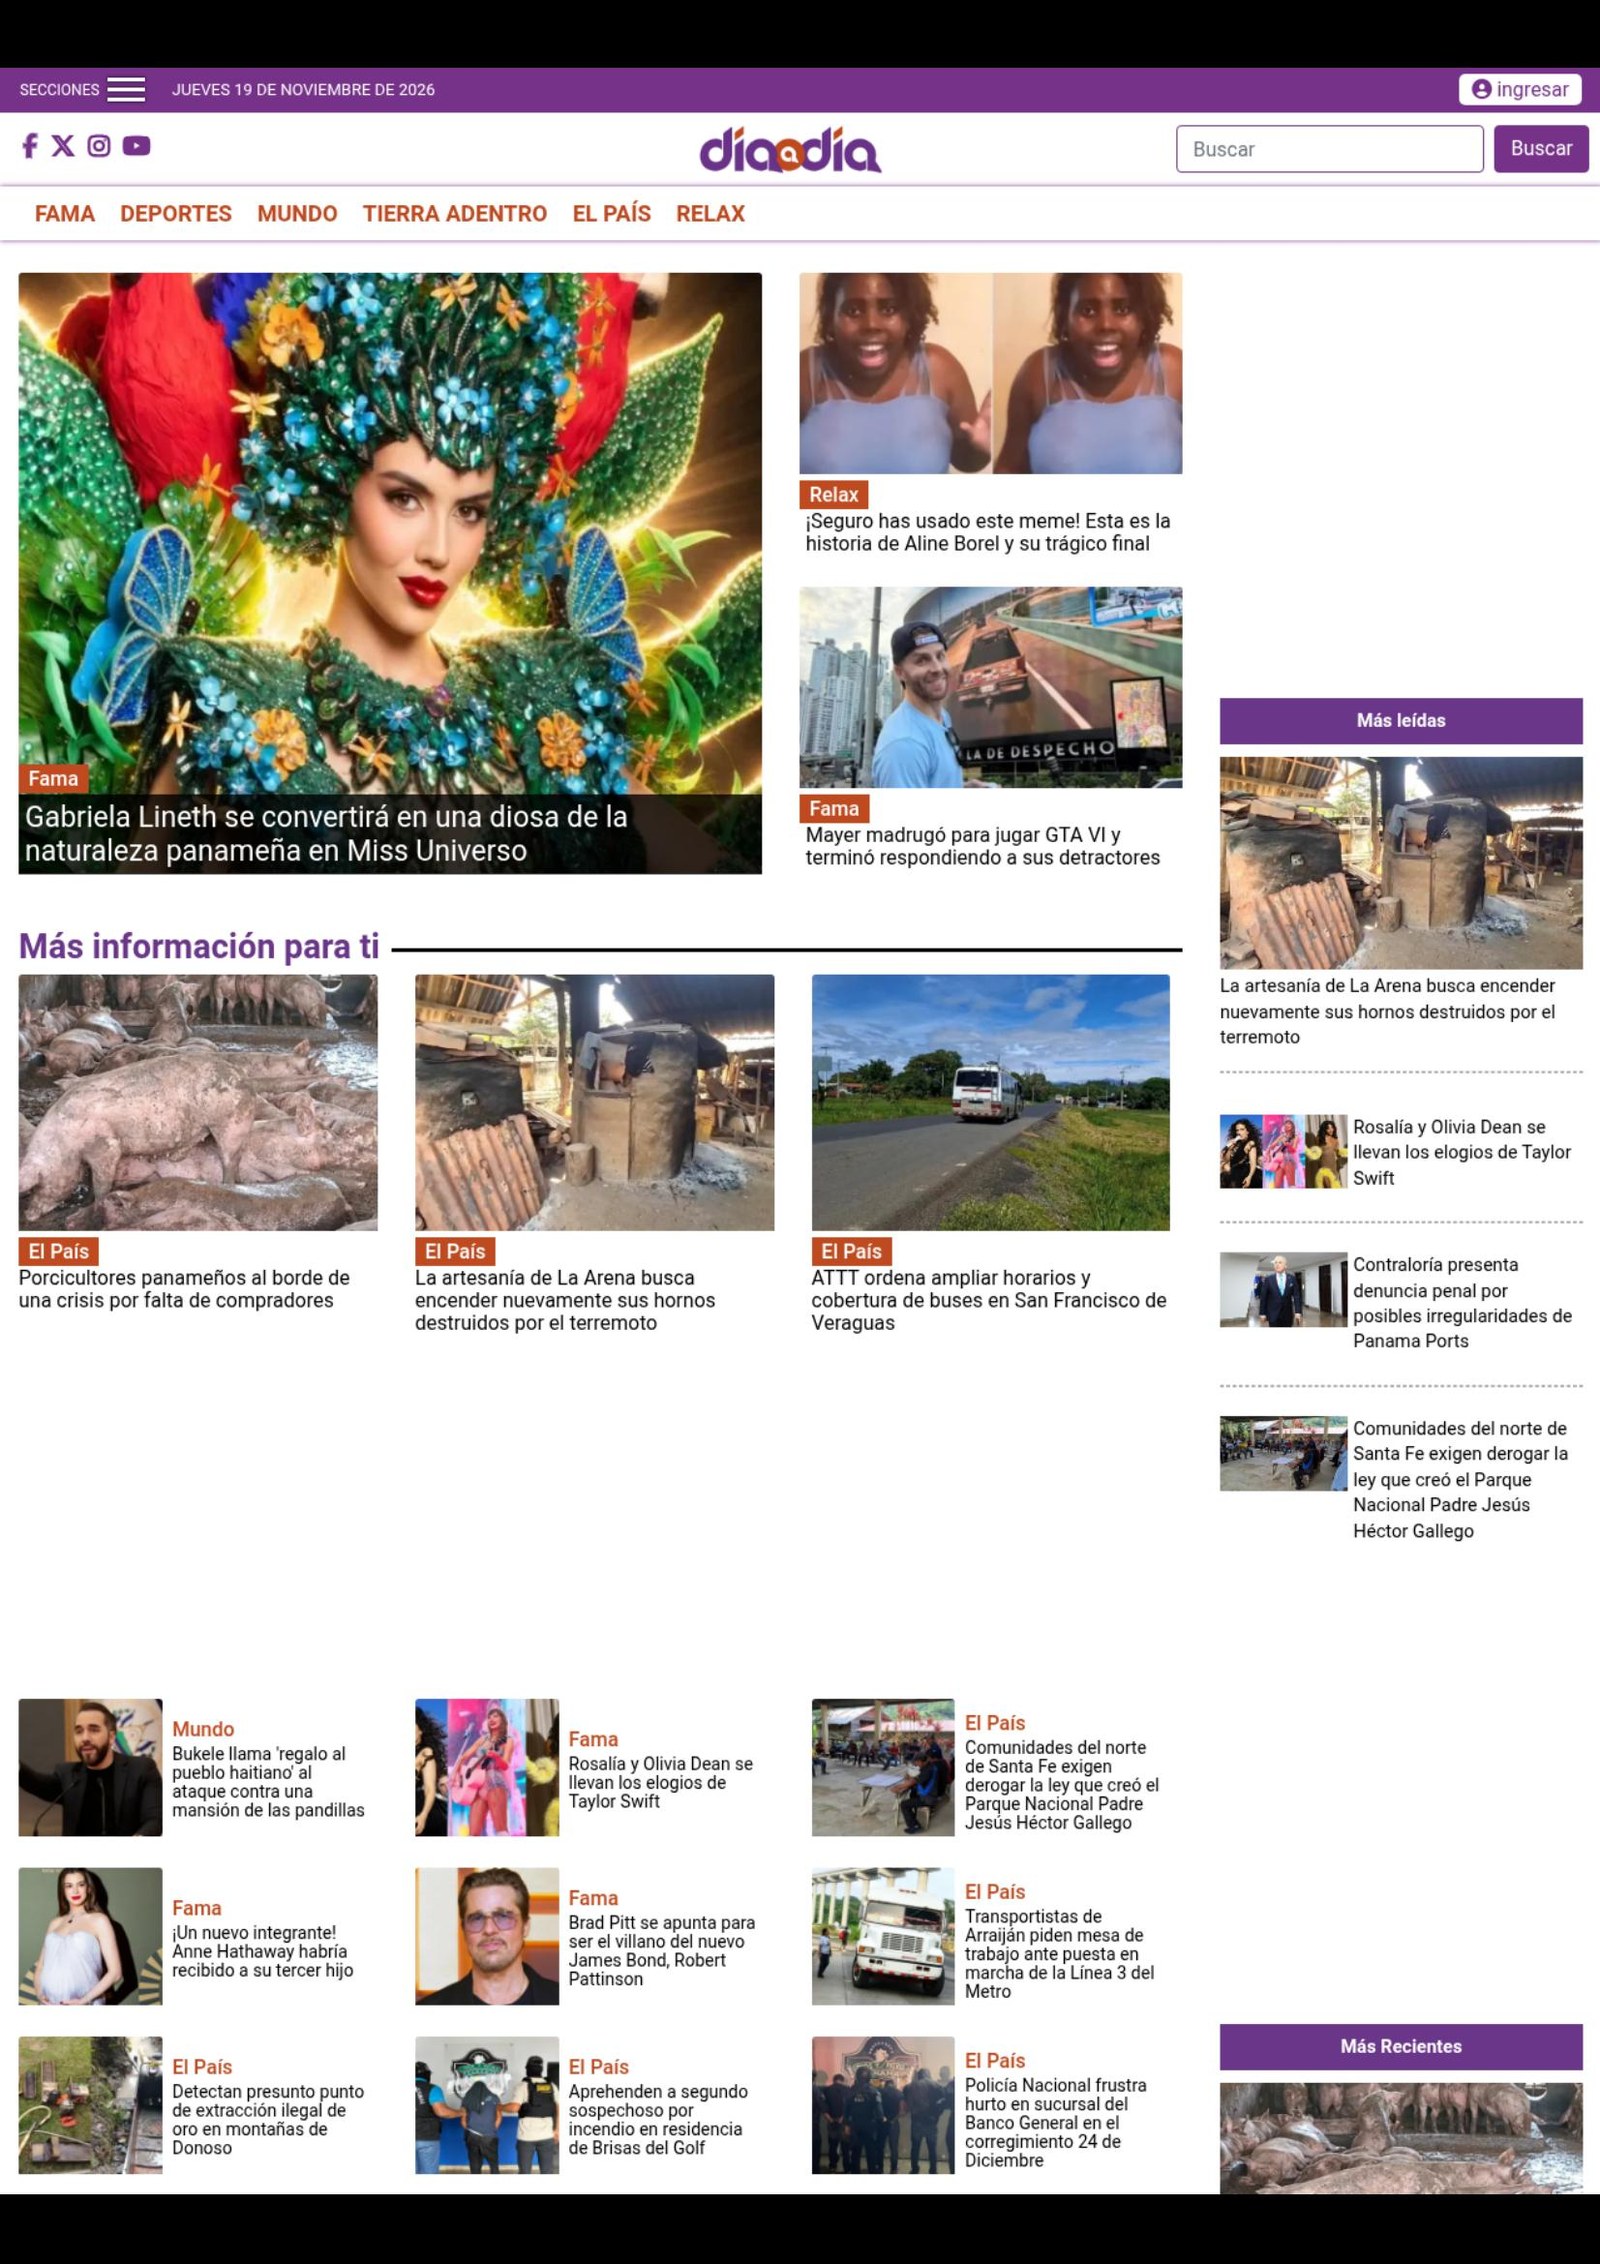 SECCIONES JUEVES 19 DE NOVIEMBRE DE 2026 ingresar
díaadía
Buscar Buscar
FAMA DEPORTES MUNDO TIERRA ADENTRO EL PAÍS RELAX
Fama
Gabriela Lineth se convertirá en una diosa de la
naturaleza panameña en Miss Universo
Relax
¡Seguro has usado este meme! Esta es la
historia de Aline Borel y su trágico final
LA DE DESPECHO
Fama
Mayer madrugó para jugar GTA VI y
terminó respondiendo a sus detractores
Más información para ti
El País
Porcicultores panameños al borde de
una crisis por falta de compradores
El País
La artesanía de La Arena busca
encender nuevamente sus hornos
destruidos por el terremoto
El País
ATTT ordena ampliar horarios y
cobertura de buses en San Francisco de
Veraguas
Más leídas
La artesanía de La Arena busca encender
nuevamente sus hornos destruidos por el
terremoto
Rosalía y Olivia Dean se
llevan los elogios de Taylor
Swift
Contraloría presenta
denuncia penal por
posibles irregularidades de
Panama Ports
Comunidades del norte de
Santa Fe exigen derogar la
ley que creó el Parque
Nacional Padre Jesús
Héctor Gallego
Mundo
Bukele llama 'regalo al
pueblo haitiano' al
ataque contra una
mansión de las pandillas
Fama
Rosalía y Olivia Dean se
llevan los elogios de
Taylor Swift
El País
Comunidades del norte
de Santa Fe exigen
derogar la ley que creó el
Parque Nacional Padre
Jesús Héctor Gallego
Fama
¡Un nuevo integrante!
Anne Hathaway habría
recibido a su tercer hijo
Fama
Brad Pitt se apunta para
ser el villano del nuevo
James Bond, Robert
Pattinson
El País
Transportistas de
Arraiján piden mesa de
trabajo ante puesta en
marcha de la Línea 3 del
Metro
El País
Detectan presunto punto
de extracción ilegal de
oro en montañas de
Donoso
El País
Aprehenden a segundo
sospechoso por
incendio en residencia
de Brisas del Golf
El País
Policía Nacional frustra
hurto en sucursal del
Banco General en el
corregimiento 24 de
Diciembre
Más Recientes